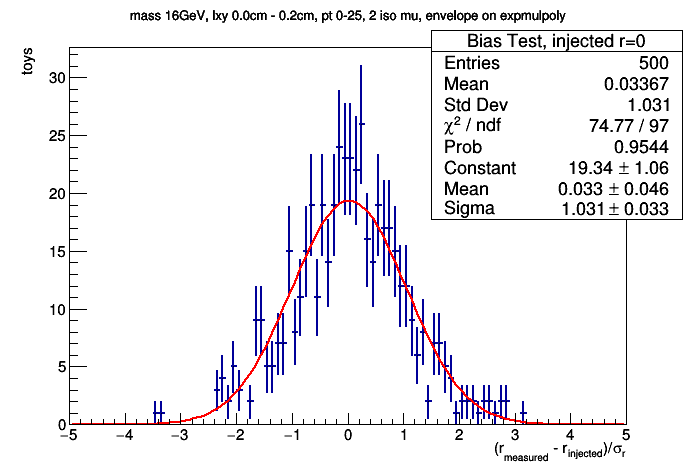 mass 16GeV, lxy 0.0cm - 0.2cm, pt 0-25, 2 iso mu, envelope on expmulpoly
toys
Bias Test, injected r=0
Entries 500
Mean 0.03367
Std Dev 1.031
χ² / ndf 74.77 / 97
Prob 0.9544
Constant 19.34 ± 1.06
Mean 0.033 ± 0.046
Sigma 1.031 ± 0.033
30
25
20
15
10
5
0
−5 −4 −3 −2 −1 0 1 2 3 4 5
(r_measured - r_injected)/σ_r